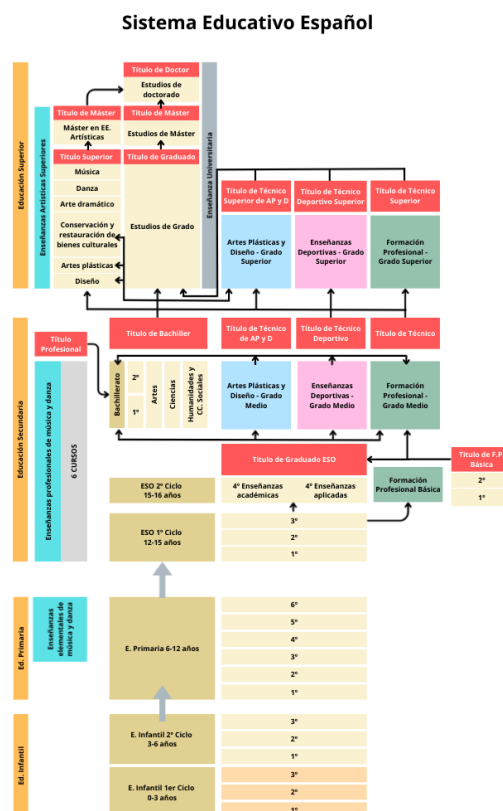 Sistema Educativo Español
Educación Superior
Enseñanzas Artísticas Superiores
Título de Doctor
Estudios de
doctorado
Título de Máster
Máster en EE.
Artísticas
Título de Máster
Estudios de Máster
Título Superior
Música
Danza
Arte dramático
Conservación y
restauración de
bienes culturales
Artes plásticas
Diseño
Título de Graduado
Estudios de Grado
Enseñanza Universitaria
Título de Técnico
Superior de AP y D
Título de Técnico
Deportivo Superior
Título de Técnico
Superior
Artes Plásticas y
Diseño - Grado
Superior
Enseñanzas
Deportivas - Grado
Superior
Formación
Profesional -
Grado Superior
Educación Secundaria
Título
Profesional
Enseñanzas profesionales de música y danza
6 CURSOS
Título de Bachiller
Título de Técnico
de AP y D
Título de Técnico
Deportivo
Título de Técnico
Bachillerato
2º
1º
Artes
Ciencias
Humanidades y
CC. Sociales
Artes Plásticas y
Diseño - Grado
Medio
Enseñanzas
Deportivas -
Grado Medio
Formación
Profesional -
Grado Medio
Título de Graduado ESO
Título de F.P.
Básica
2º
1º
ESO 2º Ciclo
15-16 años
4º Enseñanzas
académicas
4º Enseñanzas
aplicadas
Formación
Profesional Básica
ESO 1º Ciclo
12-15 años
3º
2º
1º
Ed. Primaria
Enseñanzas
elementales de
música y danza
E. Primaria 6-12 años
6º
5º
4º
3º
2º
1º
Ed. Infantil
E. Infantil 2º Ciclo
3-6 años
3º
2º
1º
E. Infantil 1er Ciclo
0-3 años
3º
2º
1º